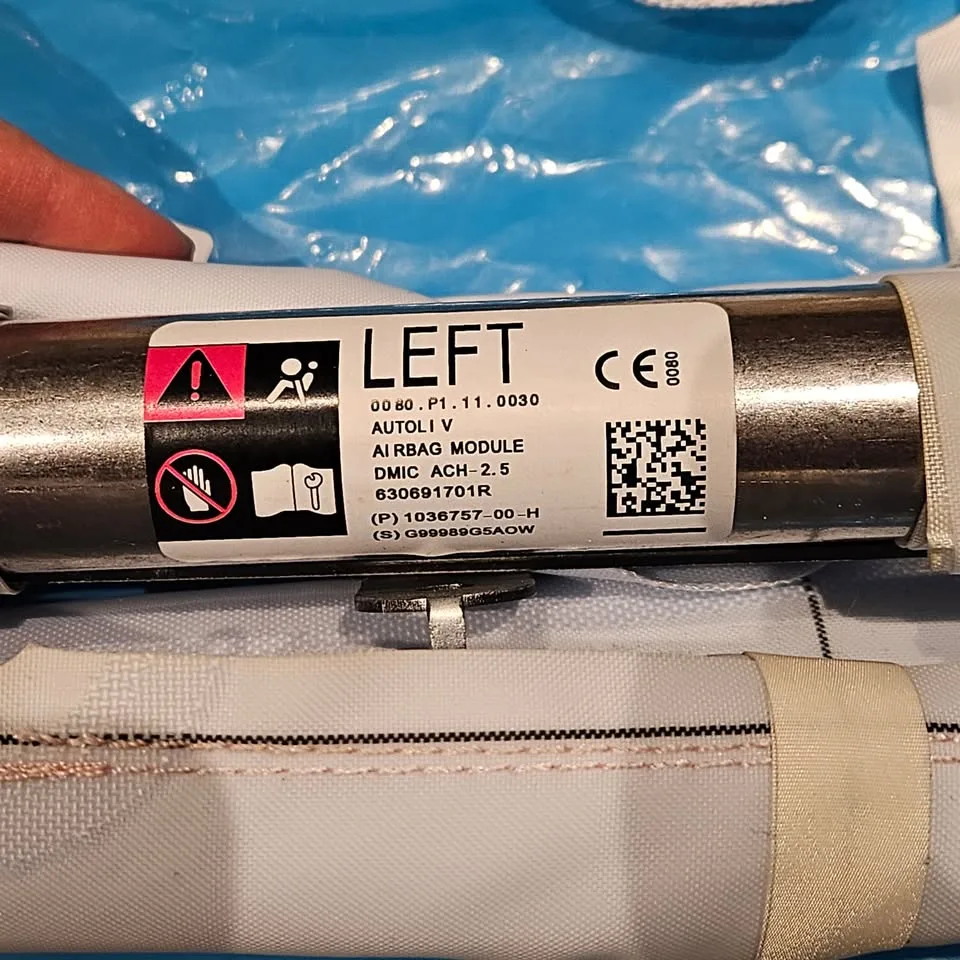 LEFT
0080.P1.11.0030
AUTOLIV
AIRBAG MODULE
DMIC ACH-2.5
630691701R
(P) 1036757-00-H
(S) G99989G5AOW
CE 0080